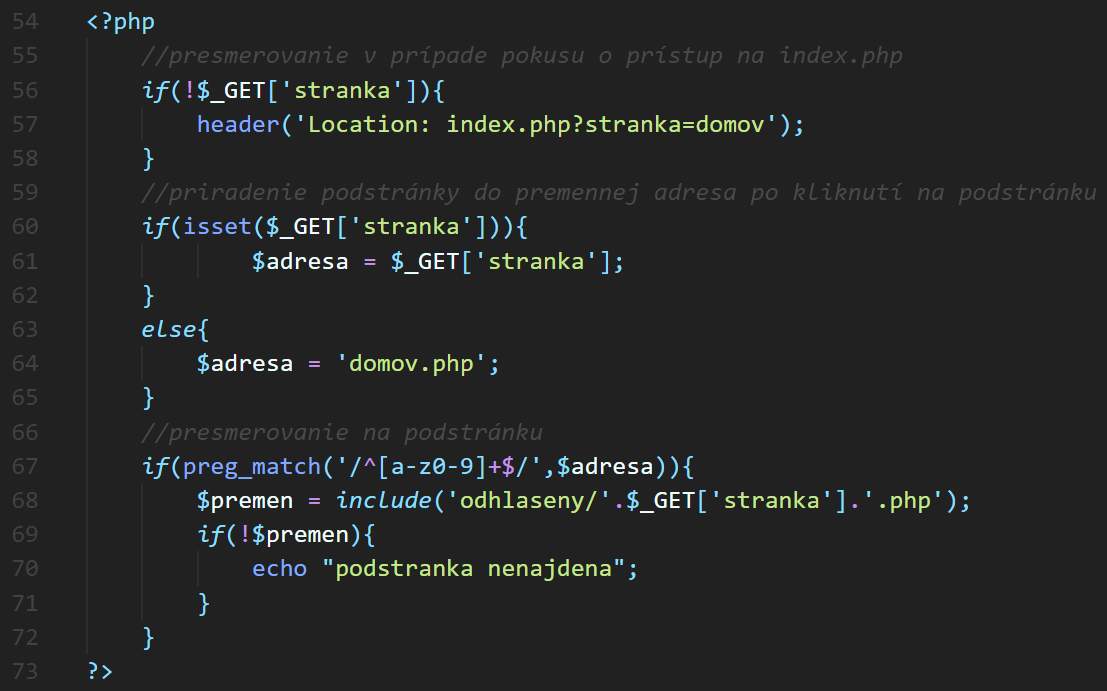 54 <?php
55 //presmerovanie v prípade pokusu o prístup na index.php
56 if(!$_GET['stranka']){
57 header('Location: index.php?stranka=domov');
58 }
59 //priradenie podstránky do premennej adresa po kliknutí na podstránku
60 if(isset($_GET['stranka'])){
61 $adresa = $_GET['stranka'];
62 }
63 else{
64 $adresa = 'domov.php';
65 }
66 //presmerovanie na podstránku
67 if(preg_match('/^[a-z0-9]+$/',$adresa)){
68 $premen = include('odhlaseny/'.$_GET['stranka'].'.php');
69 if(!$premen){
70 echo "podstranka nenajdena";
71 }
72 }
73 ?>